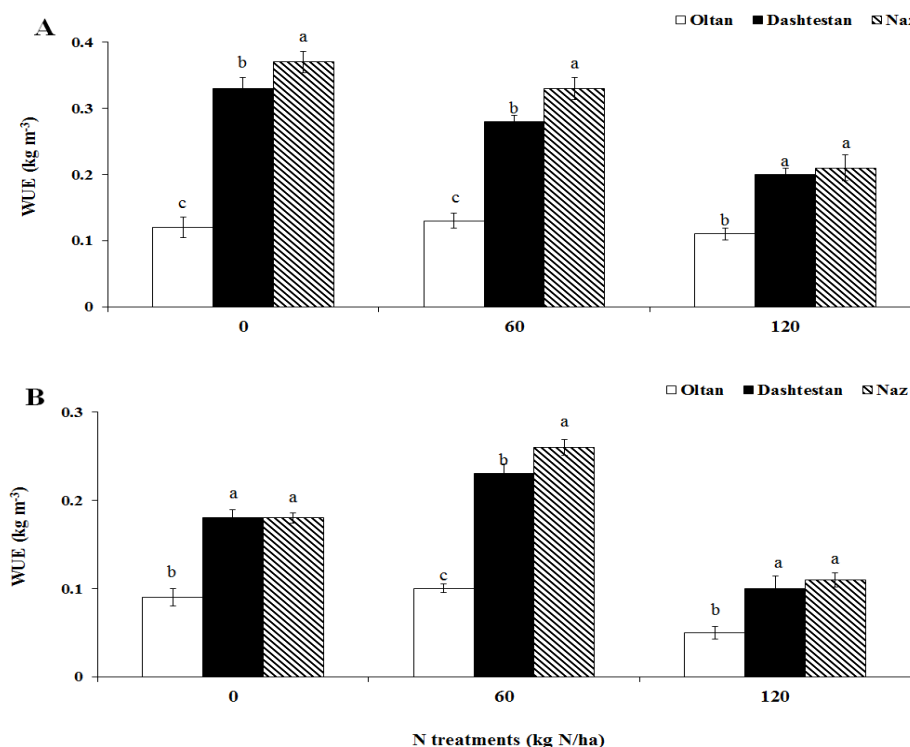 A
Oltan Dashtestan Naz
0.4
0.3
0.2
0.1
0
WUE (kg m-3)
c b a
c b a
b a a
0 60 120
B
Oltan Dashtestan Naz
0.3
0.2
0.1
0
WUE (kg m-3)
b a a
c b a
b a a
0 60 120
N treatments (kg N/ha)